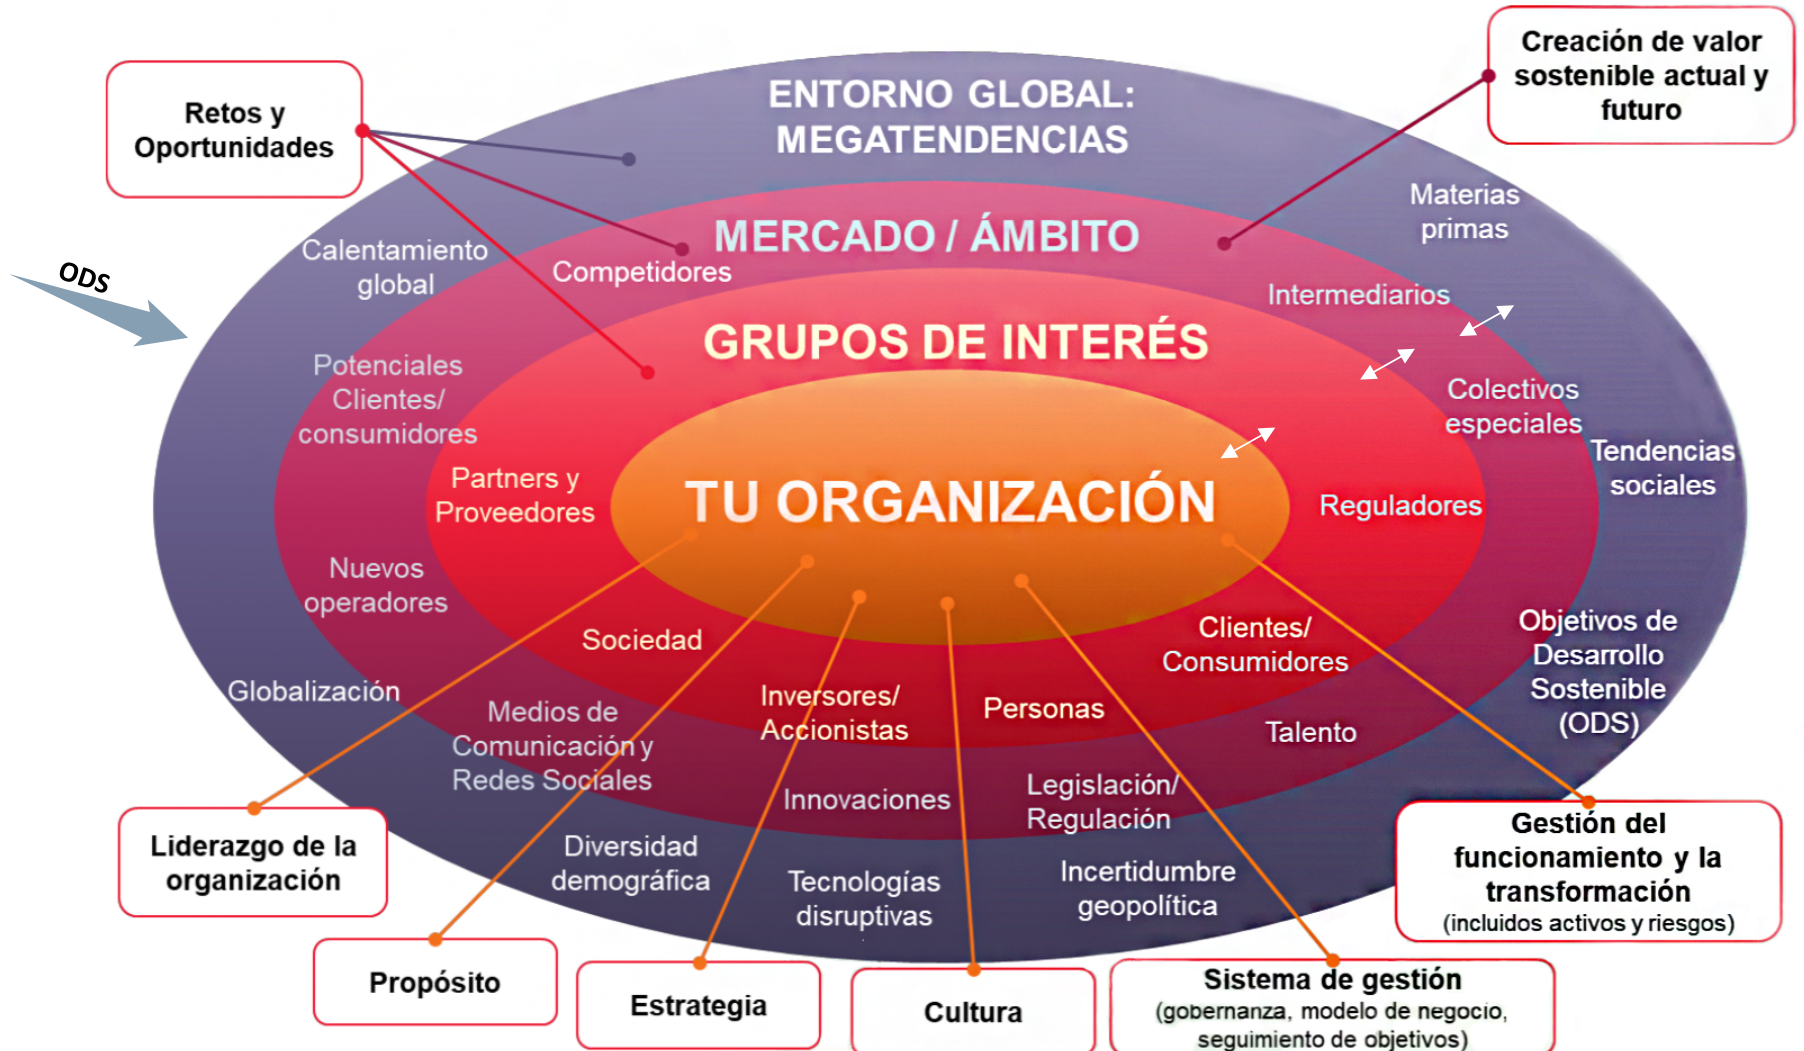 Creación de valor
sostenible actual y
futuro
Retos y
Oportunidades
ENTORNO GLOBAL:
MEGATENDENCIAS
Materias
primas
MERCADO / ÁMBITO
Calentamiento
global
Competidores
ODS
Intermediarios
GRUPOS DE INTERÉS
Potenciales
Clientes/
consumidores
Colectivos
especiales
Tendencias
sociales
Partners y
Proveedores
TU ORGANIZACIÓN
Reguladores
Nuevos
operadores
Sociedad
Clientes/
Consumidores
Objetivos de
Desarrollo
Sostenible
(ODS)
Globalización
Medios de
Comunicación y
Redes Sociales
Inversores/
Accionistas
Personas
Talento
Innovaciones
Legislación/
Regulación
Diversidad
demográfica
Tecnologías
disruptivas
Incertidumbre
geopolítica
Liderazgo de la
organización
Gestión del
funcionamiento y la
transformación
(incluidos activos y riesgos)
Propósito
Estrategia
Cultura
Sistema de gestión
(gobernanza, modelo de negocio,
seguimiento de objetivos)